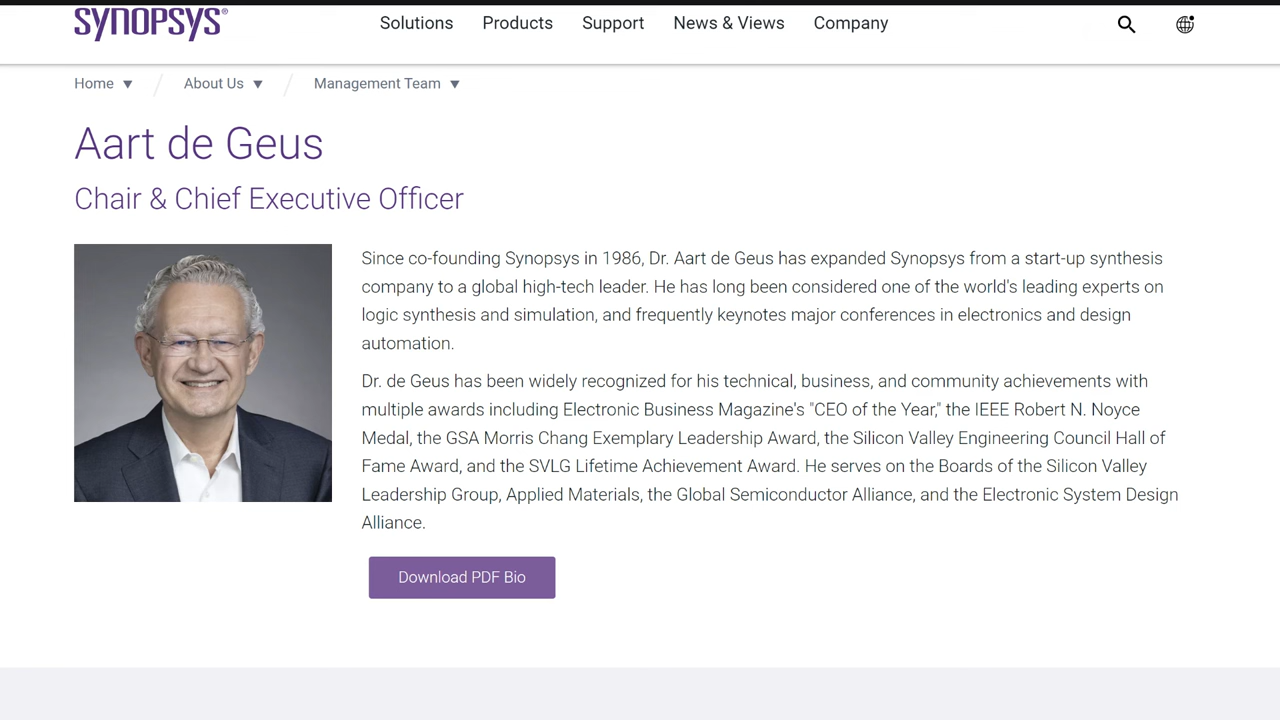 SYNOPSYS®
Solutions Products Support News & Views Company
Home About Us Management Team
Aart de Geus
Chair & Chief Executive Officer
Since co-founding Synopsys in 1986, Dr. Aart de Geus has expanded Synopsys from a start-up synthesis
company to a global high-tech leader. He has long been considered one of the world's leading experts on
logic synthesis and simulation, and frequently keynotes major conferences in electronics and design
automation.
Dr. de Geus has been widely recognized for his technical, business, and community achievements with
multiple awards including Electronic Business Magazine's "CEO of the Year," the IEEE Robert N. Noyce
Medal, the GSA Morris Chang Exemplary Leadership Award, the Silicon Valley Engineering Council Hall of
Fame Award, and the SVLG Lifetime Achievement Award. He serves on the Boards of the Silicon Valley
Leadership Group, Applied Materials, the Global Semiconductor Alliance, and the Electronic System Design
Alliance.
Download PDF Bio